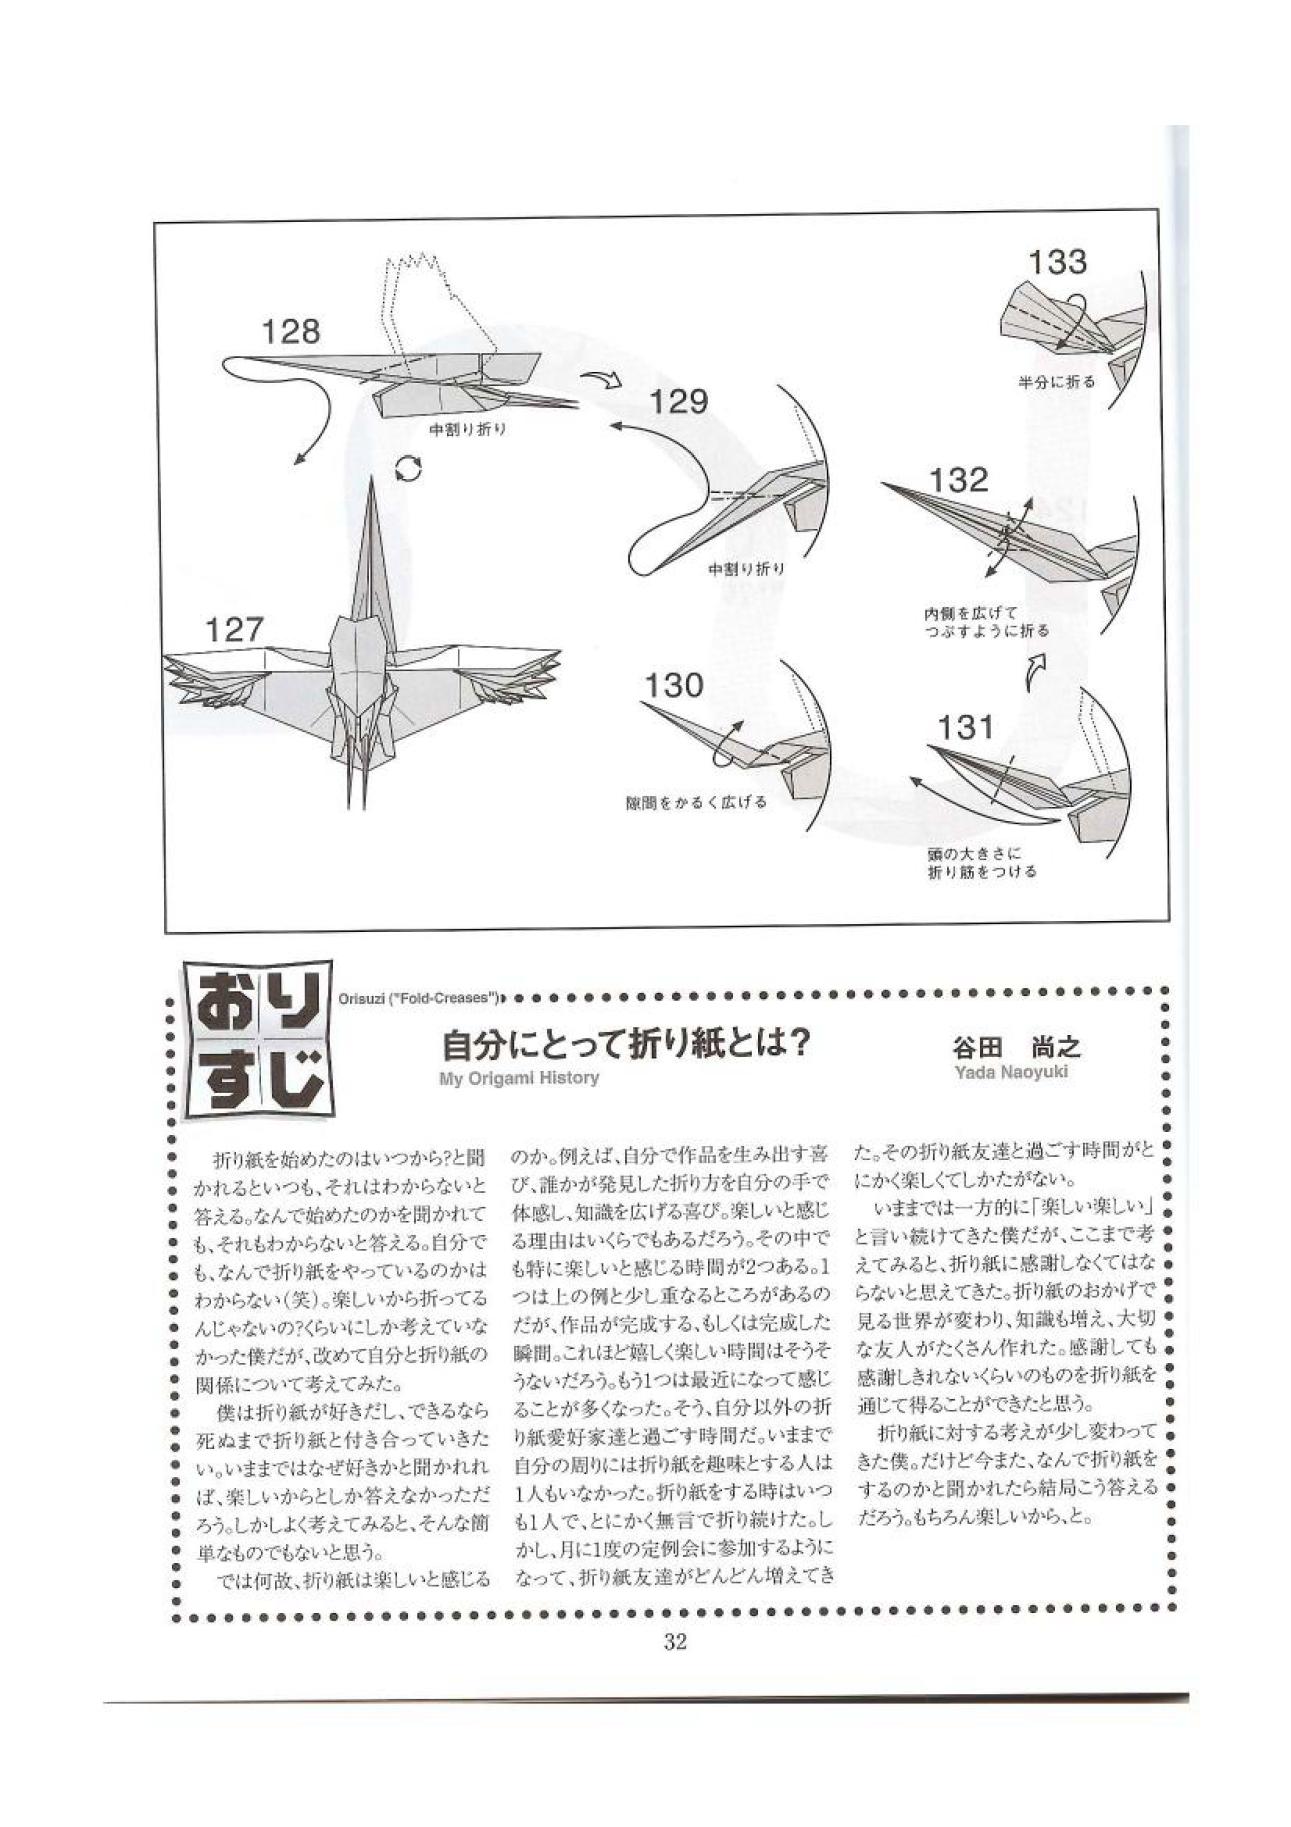 133
半分に折る
128
中割り折り
129
中割り折り
132
内側を広げて
つぶすように折る
127
130
隙間をかるく広げる
131
頭の大きさに
折り筋をつける
おり
すじ
Orisuzi ("Fold-Creases")
自分にとって折り紙とは？
My Origami History
谷田　尚之
Yada Naoyuki
折り紙を始めたのはいつから?と聞
かれるといつも、それはわからないと
答える。なんで始めたのかを聞かれて
も、それもわからないと答える。自分で
も、なんで折り紙をやっているのかは
わからない（笑）。楽しいから折ってる
んじゃないの?くらいにしか考えていな
かった僕だが、改めて自分と折り紙の
関係について考えてみた。
僕は折り紙が好きだし、できるなら
死ぬまで折り紙と付き合っていきた
い。いままではなぜ好きかと聞かれれ
ば、楽しいからとしか答えなかっただ
ろう。しかしよく考えてみると、そんな簡
単なものでもないと思う。
では何故、折り紙は楽しいと感じる
のか。例えば、自分で作品を生み出す喜
び、誰かが発見した折り方を自分の手で
体感し、知識を広げる喜び。楽しいと感じ
る理由はいくらでもあるだろう。その中で
も特に楽しいと感じる時間が2つある。1
つは上の例と少し重なるところがあるの
だが、作品が完成する、もしくは完成した
瞬間。これほど嬉しく楽しい時間はそうそ
うないだろう。もう1つは最近になって感じ
ることが多くなった。そう、自分以外の折
り紙愛好家達と過ごす時間だ。いままで
自分の周りには折り紙を趣味とする人は
1人もいなかった。折り紙をする時はいつ
も1人で、とにかく無言で折り続けた。し
かし、月に1度の定例会に参加するように
なって、折り紙友達がどんどん増えてき
た。その折り紙友達と過ごす時間がと
にかく楽しくてしかたがない。
いままでは一方的に「楽しい楽しい」
と言い続けてきた僕だが、ここまで考
えてみると、折り紙に感謝しなくてはな
らないと思えてきた。折り紙のおかげで
見る世界が変わり、知識も増え、大切
な友人がたくさん作れた。感謝しても
感謝しきれないくらいのものを折り紙を
通じて得ることができたと思う。
折り紙に対する考えが少し変わって
きた僕。だけど今また、なんで折り紙を
するのかと聞かれたら結局こう答える
だろう。もちろん楽しいから、と。
32